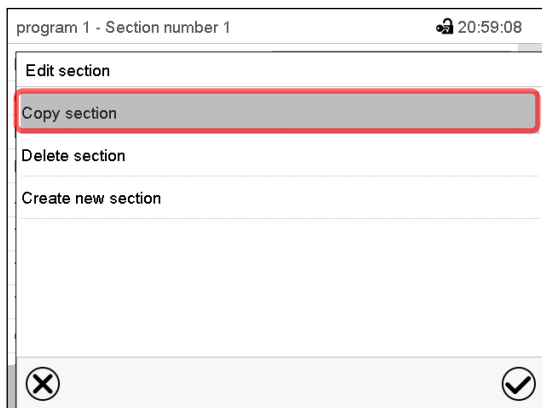 program 1 - Section number 1 20:59:08
Edit section
Copy section
Delete section
Create new section